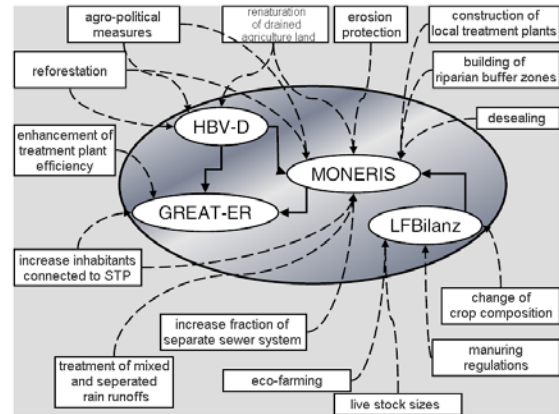 agro-political
measures
renaturation
of drained
agriculture land
erosion
protection
construction of
local treatment plants
reforestation
building of
riparian buffer zones
HBV-D
desealing
enhancement of
treatment plant
efficiency
MONERIS
GREAT-ER
LFBilanz
increase inhabitants
connected to STP
change of
crop composition
increase fraction of
separate sewer system
treatment of mixed
and seperated
rain runoffs
manuring
regulations
eco-farming
live stock sizes